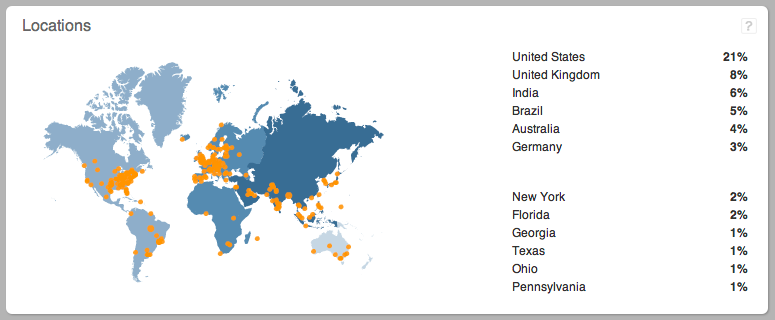 Locations
?
United States 21%
United Kingdom 8%
India 6%
Brazil 5%
Australia 4%
Germany 3%
New York 2%
Florida 2%
Georgia 1%
Texas 1%
Ohio 1%
Pennsylvania 1%